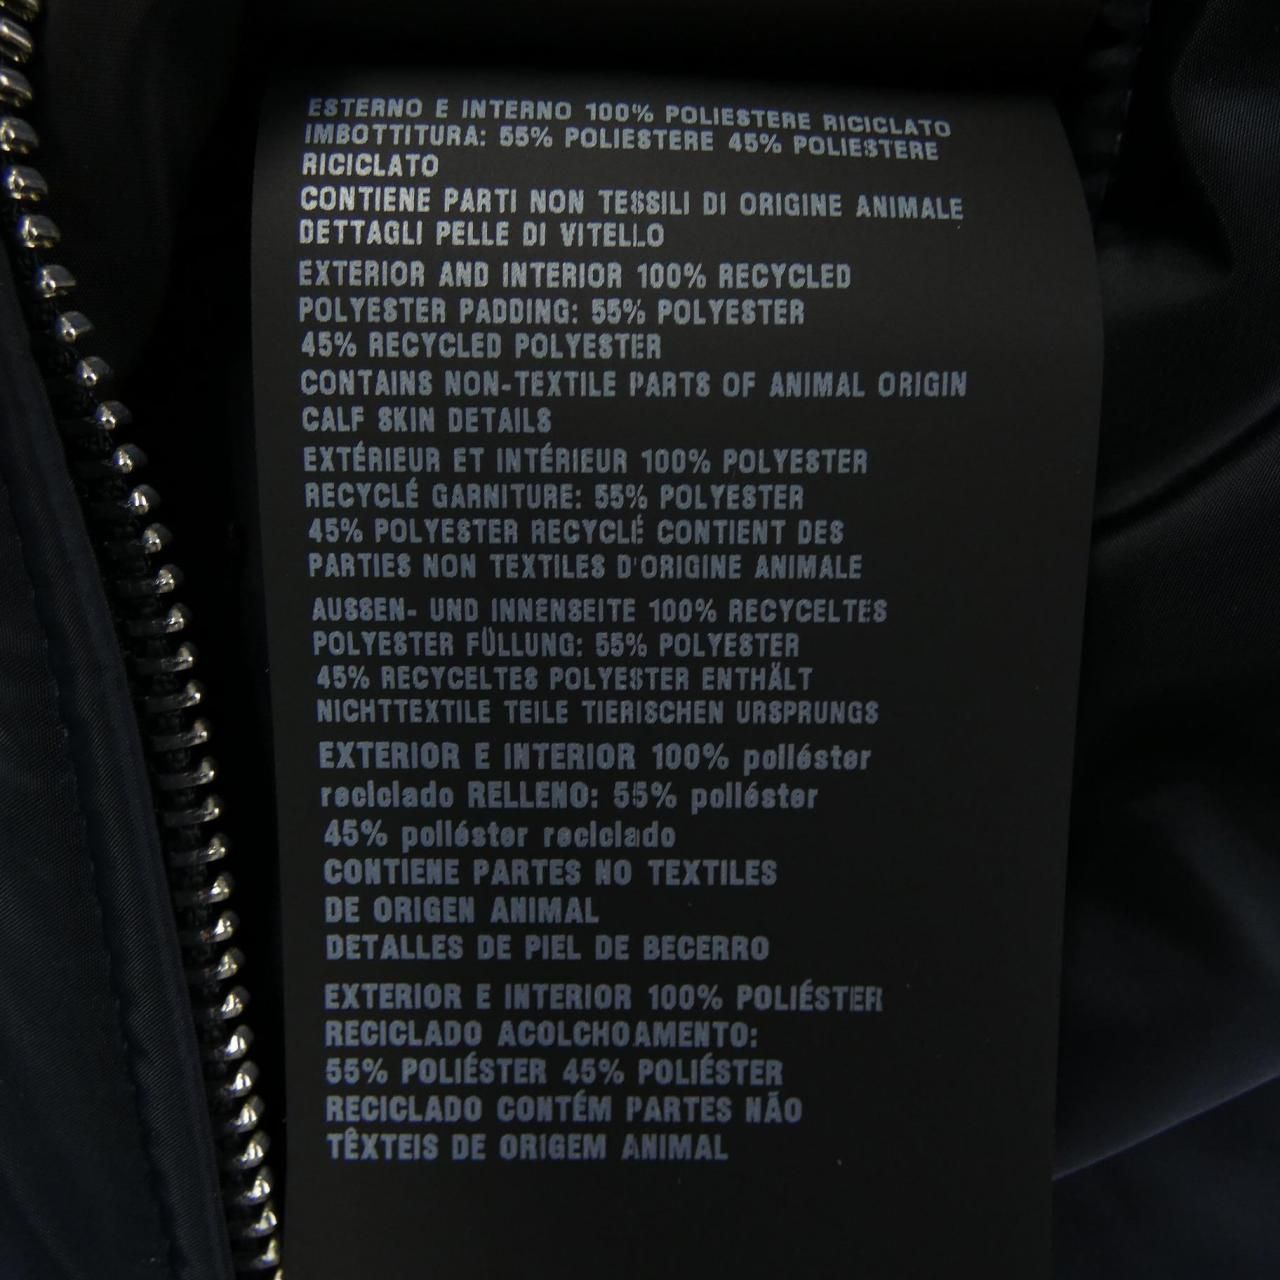 ESTERNO E INTERNO 100% POLIESTERE RICICLATO
IMBOTTITURA: 55% POLIESTERE 45% POLIESTERE
RICICLATO
CONTIENE PARTI NON TESSILI DI ORIGINE ANIMALE
DETTAGLI PELLE DI VITELLO
EXTERIOR AND INTERIOR 100% RECYCLED
POLYESTER PADDING: 55% POLYESTER
45% RECYCLED POLYESTER
CONTAINS NON-TEXTILE PARTS OF ANIMAL ORIGIN
CALF SKIN DETAILS
EXTÉRIEUR ET INTÉRIEUR 100% POLYESTER
RECYCLÉ GARNITURE: 55% POLYESTER
45% POLYESTER RECYCLÉ CONTIENT DES
PARTIES NON TEXTILES D'ORIGINE ANIMALE
AUSSEN- UND INNENSEITE 100% RECYCELTES
POLYESTER FÜLLUNG: 55% POLYESTER
45% RECYCELTES POLYESTER ENTHÄLT
NICHTTEXTILE TEILE TIERISCHEN URSPRUNGS
EXTERIOR E INTERIOR 100% poliéster
reciclado RELLENO: 55% poliéster
45% poliéster reciclado
CONTIENE PARTES NO TEXTILES
DE ORIGEN ANIMAL
DETALLES DE PIEL DE BECERRO
EXTERIOR E INTERIOR 100% POLIÉSTER
RECICLADO ACOLCHOAMENTO:
55% POLIÉSTER 45% POLIÉSTER
RECICLADO CONTÉM PARTES NÃO
TÊXTEIS DE ORIGEM ANIMAL